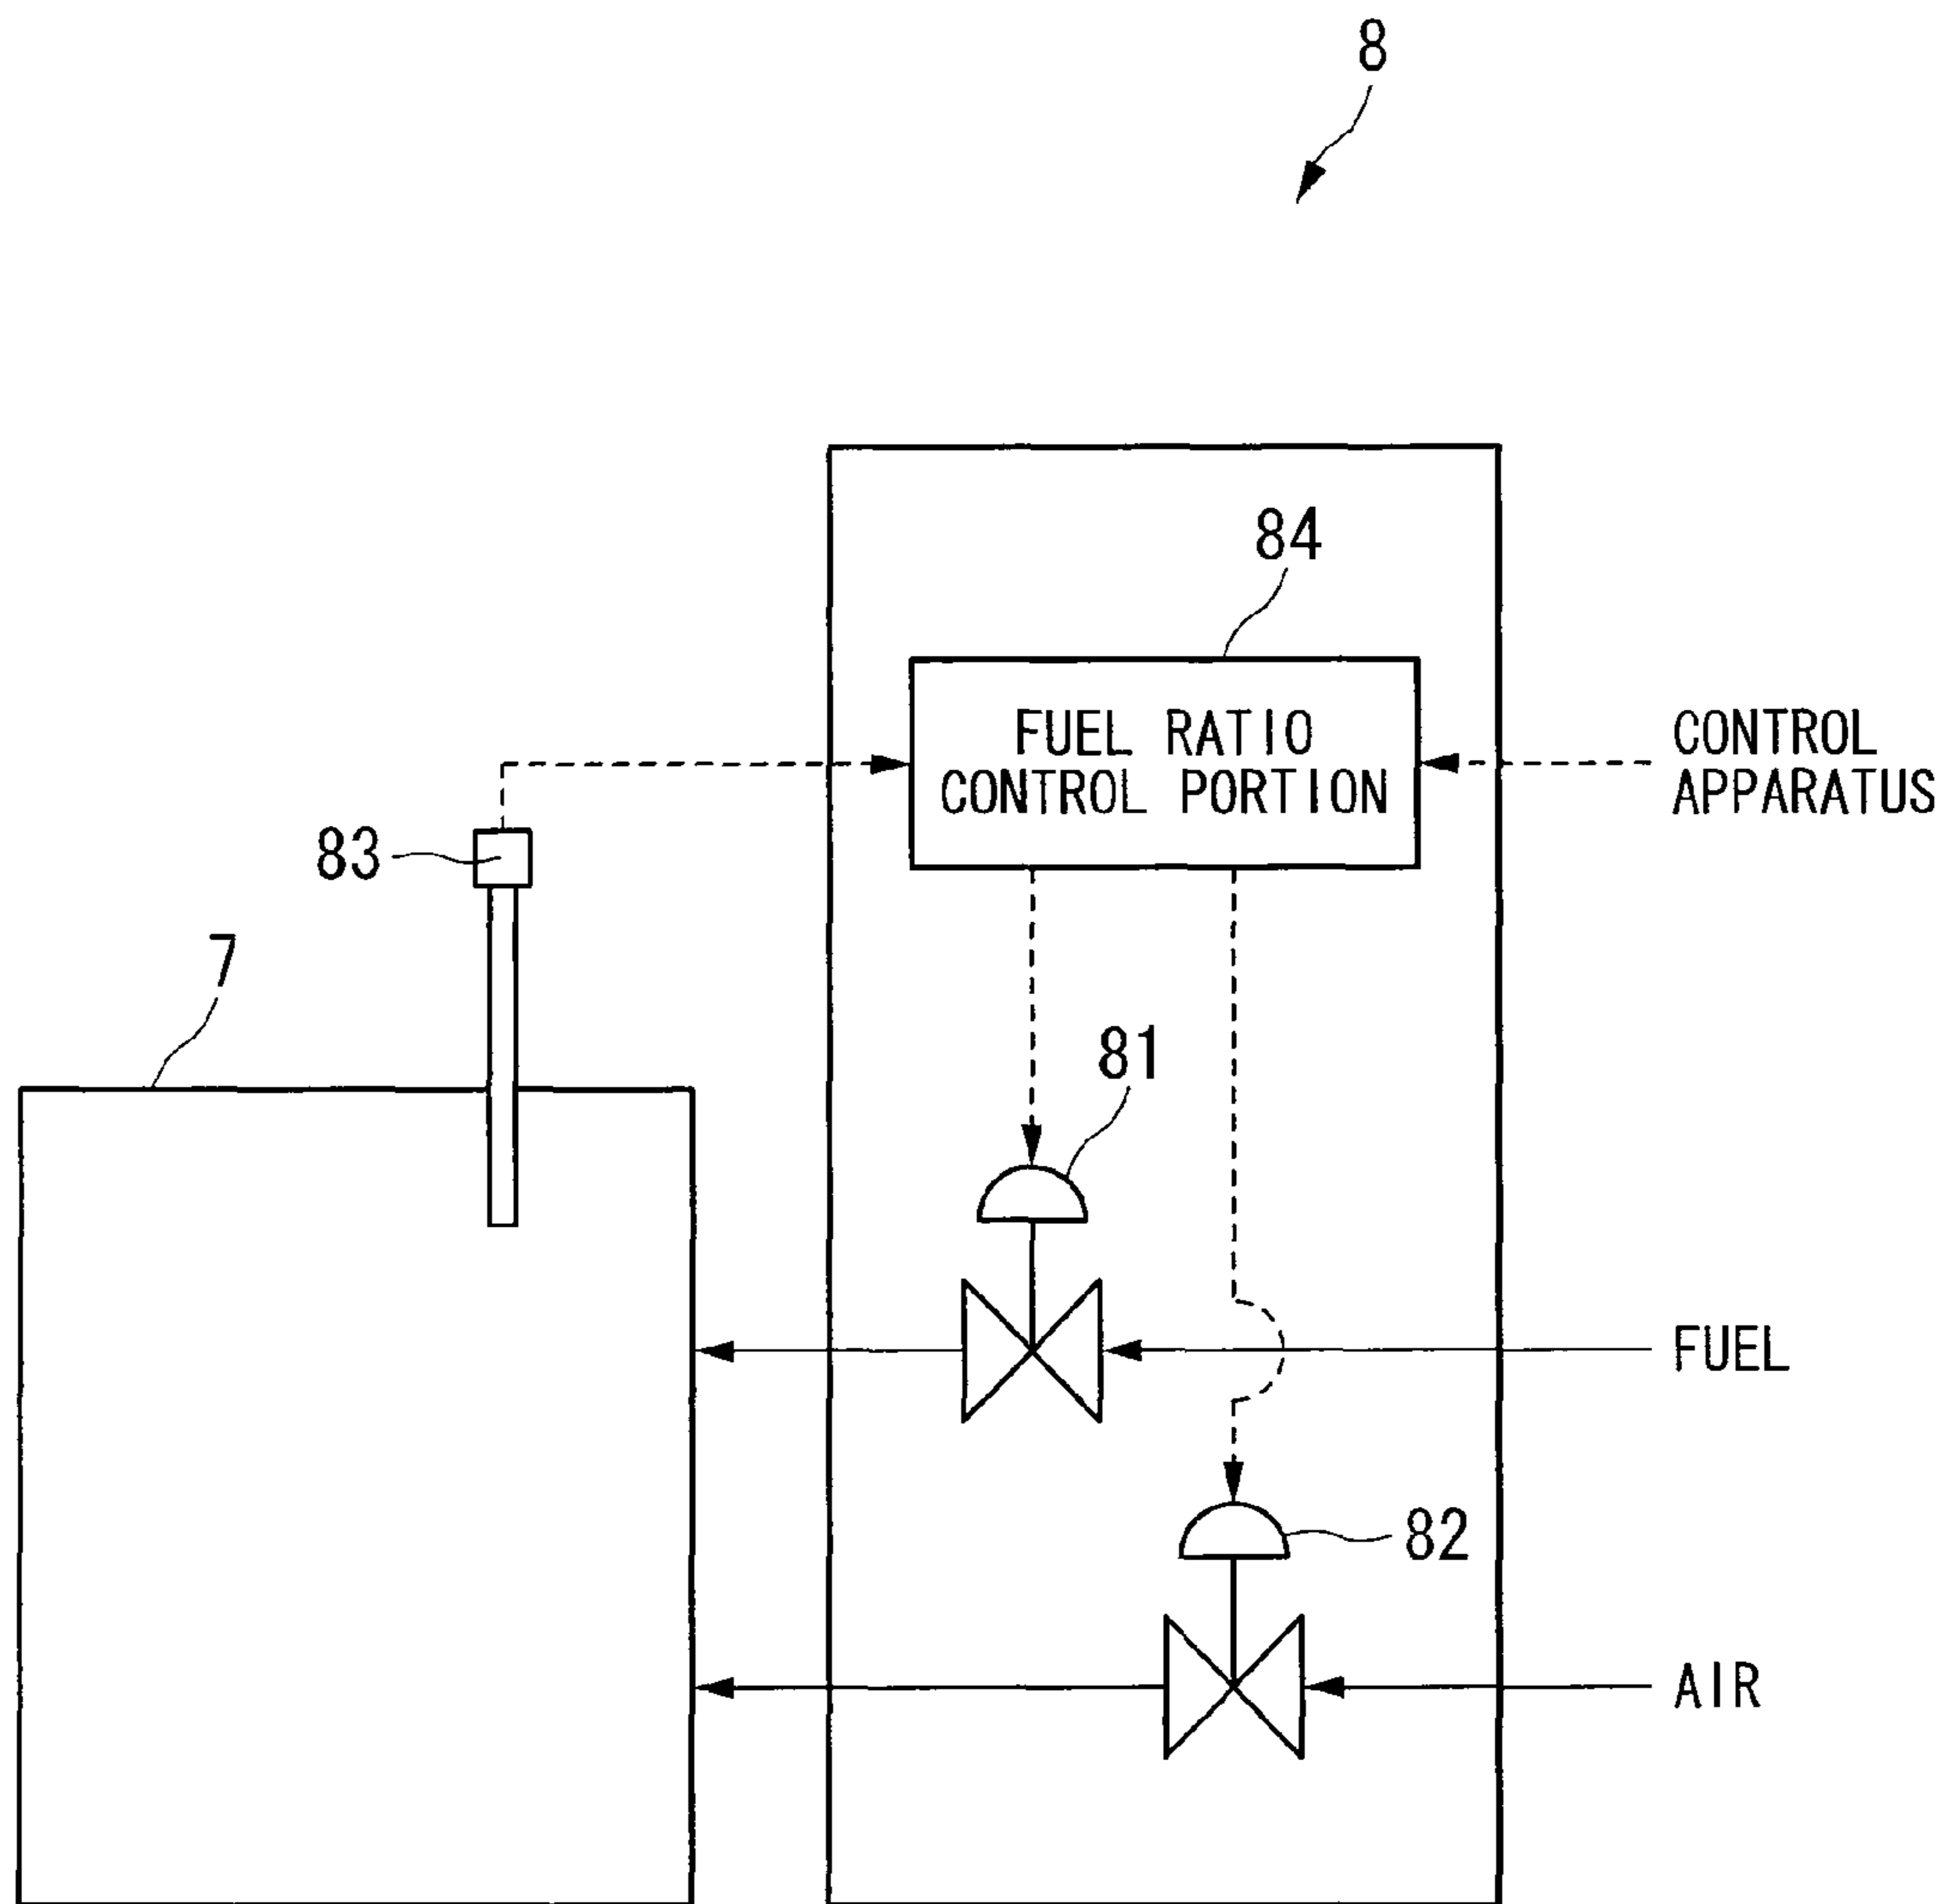 8
84
FUEL RATIO
CONTROL PORTION
CONTROL
APPARATUS
83
7
81
FUEL
82
AIR